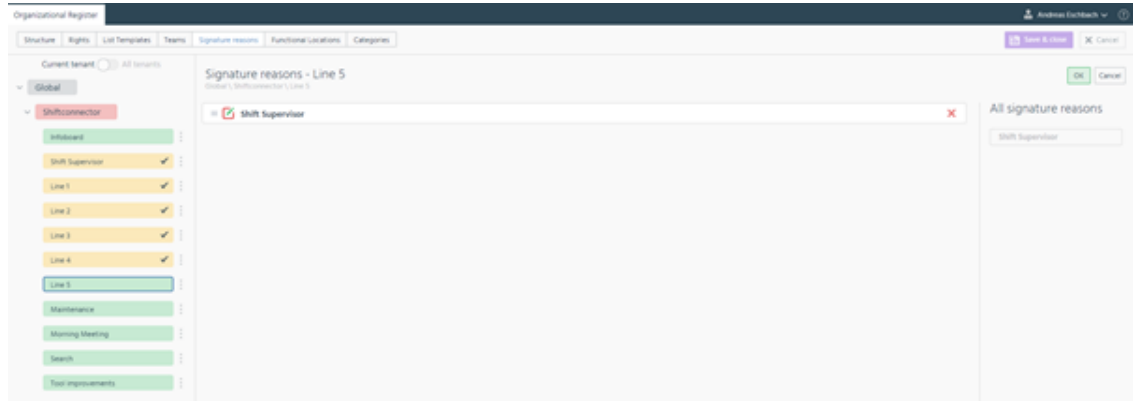 Organizational Register
Andreas Eschbach
Structure Rights List Templates Teams Signature reasons Functional Locations Categories
Save & close Cancel
Current tenant All tenants
Signature reasons - Line 5
Global \ Shiftconnector \ Line 5
OK Cancel
Global
Shiftconnector
Shift Supervisor
All signature reasons
Shift Supervisor
Infoboard
Shift Supervisor
Line 1
Line 2
Line 3
Line 4
Line 5
Maintenance
Morning Meeting
Search
Tool improvements